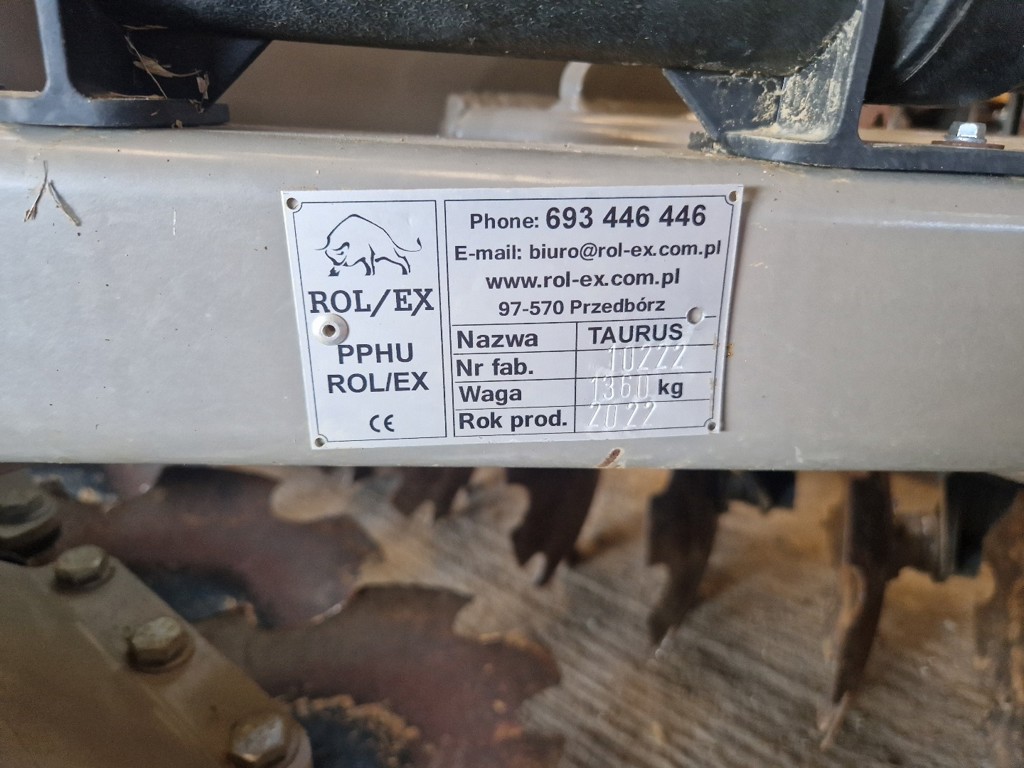 ROL/EX
PPHU
ROL/EX
CE
Phone: 693 446 446
E-mail: biuro@rol-ex.com.pl
www.rol-ex.com.pl
97-570 Przedbórz
Nazwa TAURUS
Nr fab. 10222
Waga 1360 kg
Rok prod. 2022